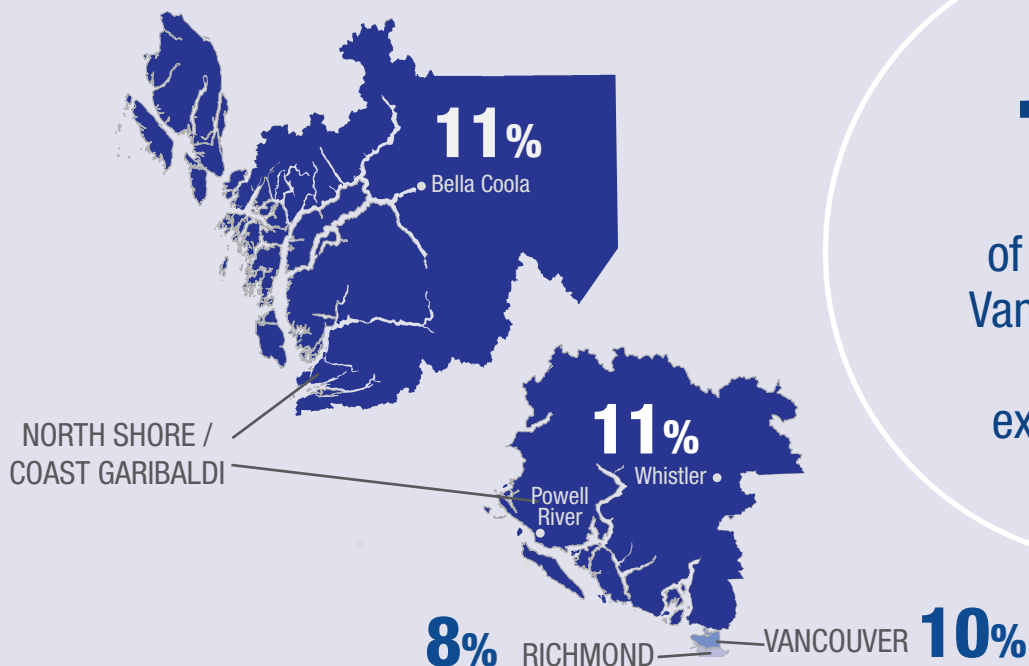 11%
Bella Coola
of
Van
11%
ex
NORTH SHORE /
COAST GARIBALDI
Whistler
Powell
River
8%
RICHMOND
VANCOUVER
10%